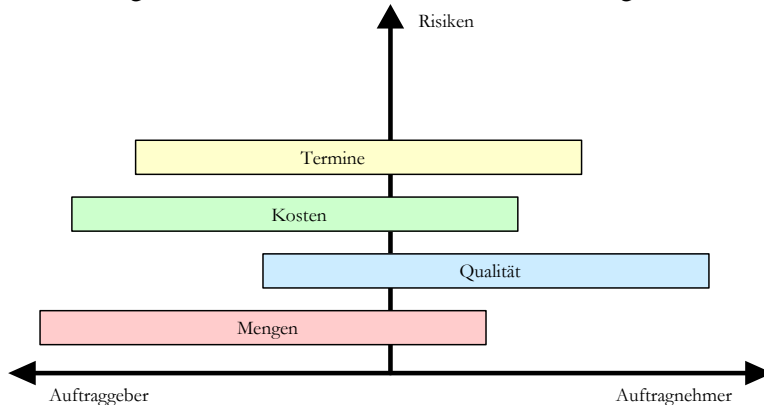 Risiken
Termine
Kosten
Qualität
Mengen
Auftraggeber
Auftragnehmer